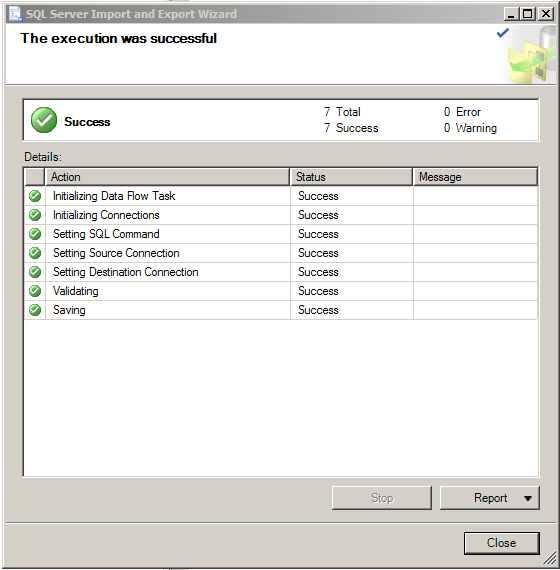 SQL Server Import and Export Wizard
The execution was successful
Success
7 Total 0 Error
7 Success 0 Warning
Details:
Action Status Message
Initializing Data Flow Task Success
Initializing Connections Success
Setting SQL Command Success
Setting Source Connection Success
Setting Destination Connection Success
Validating Success
Saving Success
Stop Report
Close